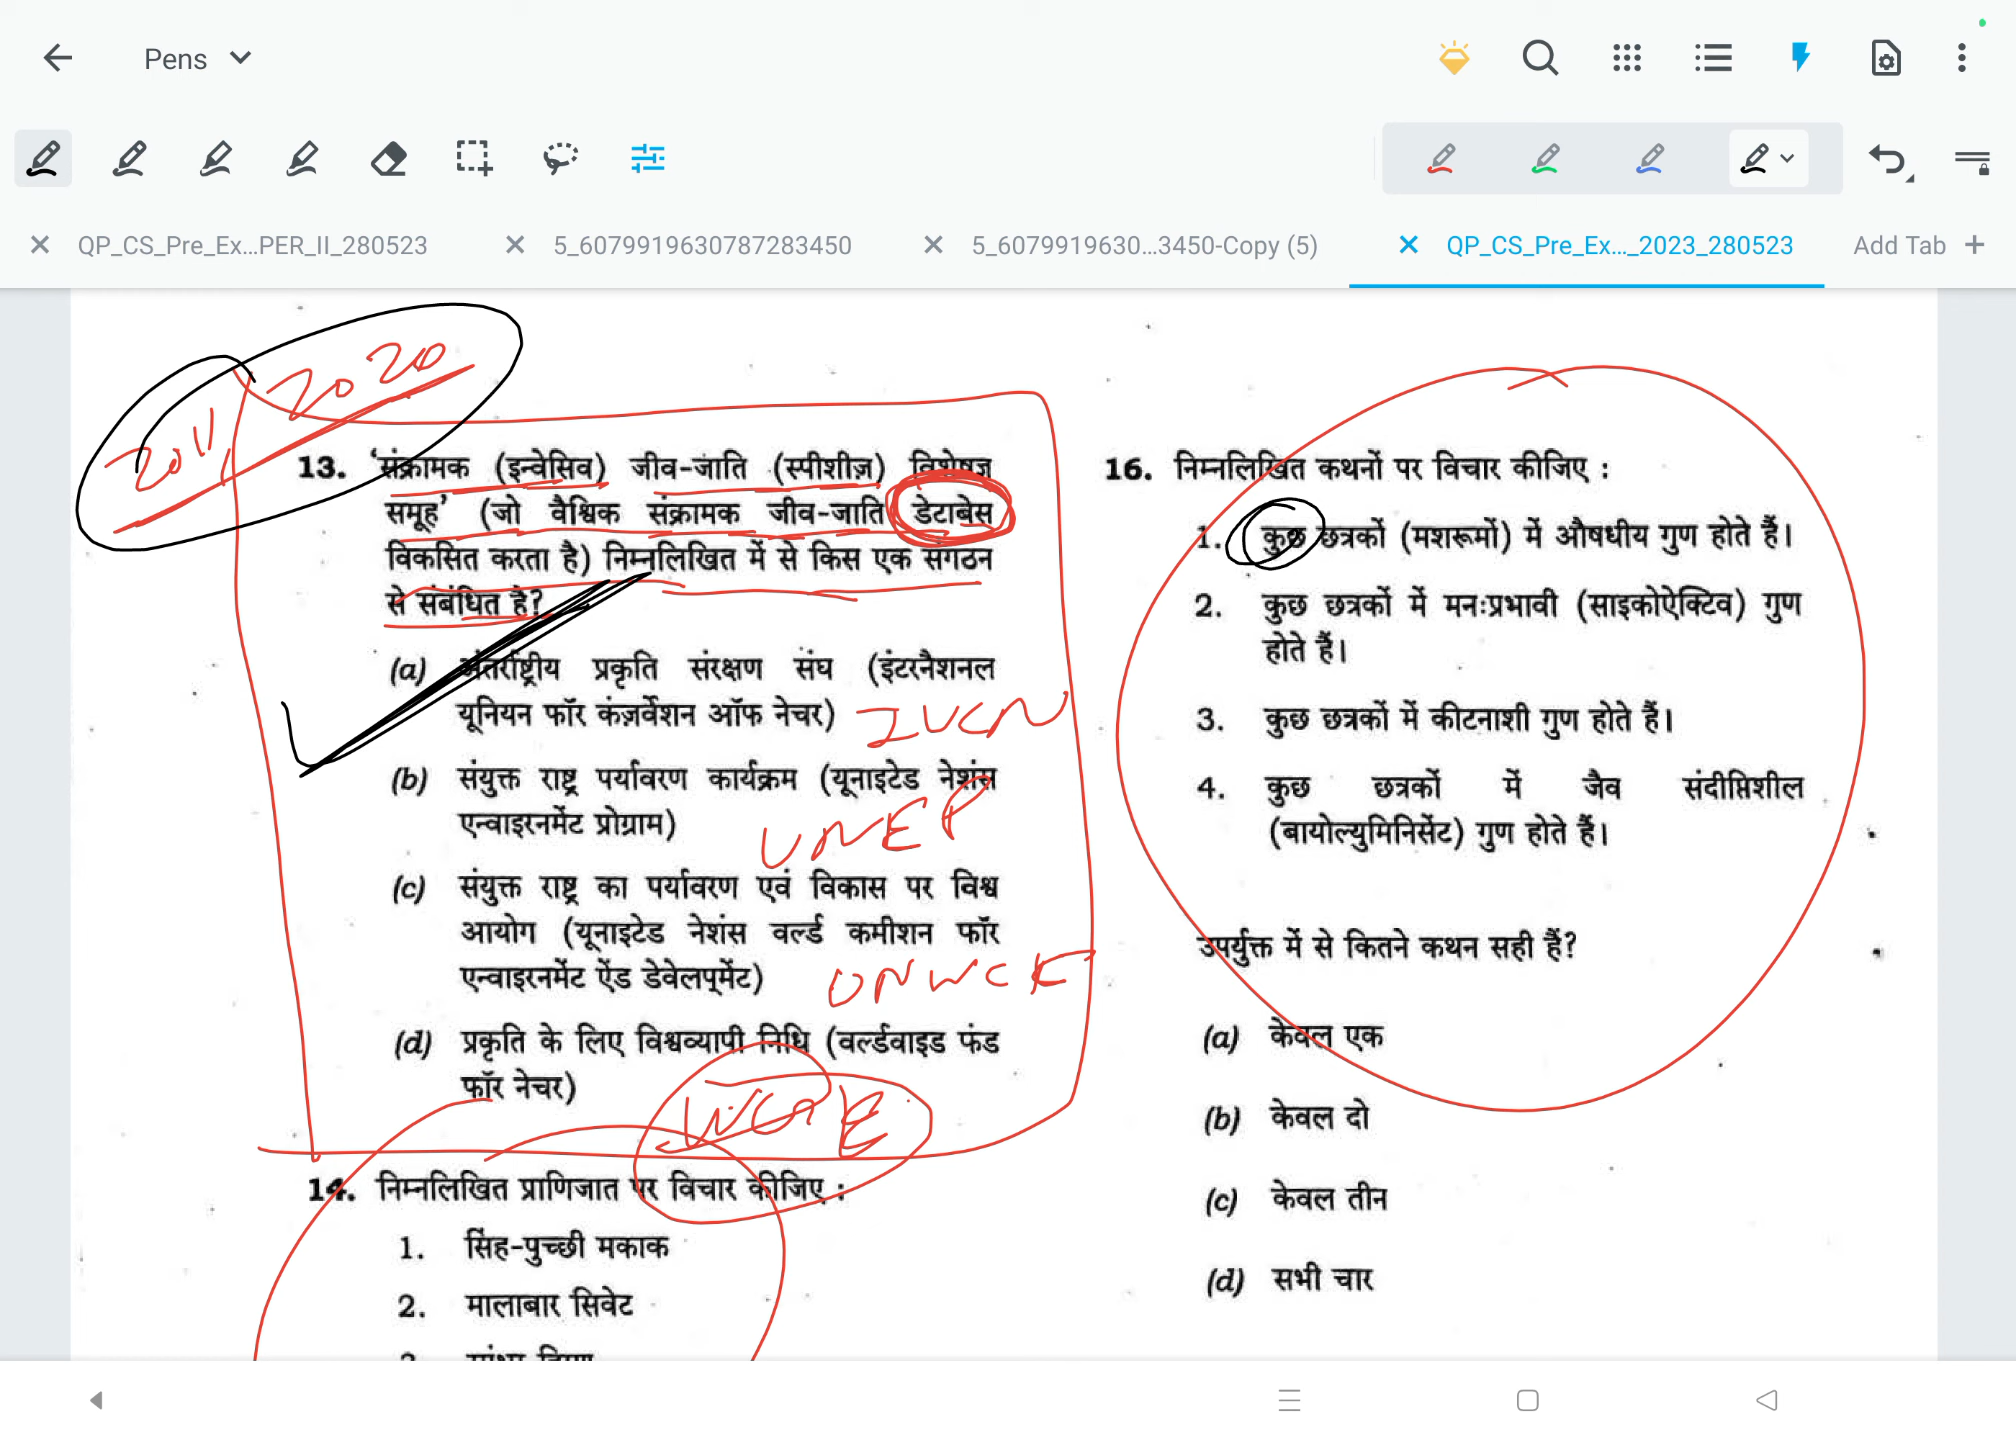 Pens
QP_CS_Pre_Ex...PER_II_280523
5_6079919630787283450
5_6079919630...3450-Copy (5)
QP_CS_Pre_Ex..._2023_280523
Add Tab
2011, 2020
13. 'संक्रामक (इन्वेसिव) जीव-जाति (स्पीशीज़) विशेषज्ञ
समूह' (जो वैश्विक संक्रामक जीव-जाति डेटाबेस
विकसित करता है) निम्नलिखित में से किस एक संगठन
से संबंधित है?
(a) अंतर्राष्ट्रीय प्रकृति संरक्षण संघ (इंटरनैशनल
यूनियन फॉर कंज़र्वेशन ऑफ नेचर) IUCN
(b) संयुक्त राष्ट्र पर्यावरण कार्यक्रम (यूनाइटेड नेशंस
एन्वाइरनमेंट प्रोग्राम) UNEP
(c) संयुक्त राष्ट्र का पर्यावरण एवं विकास पर विश्व
आयोग (यूनाइटेड नेशंस वर्ल्ड कमीशन फॉर
एन्वाइरनमेंट ऐंड डेवेलप्मेंट) UNWCE
(d) प्रकृति के लिए विश्वव्यापी निधि (वर्ल्डवाइड फंड
फॉर नेचर)
14. निम्नलिखित प्राणिजात पर विचार कीजिए :
1. सिंह-पुच्छी मकाक
2. मालाबार सिवेट
16. निम्नलिखित कथनों पर विचार कीजिए :
1. कुछ छत्रकों (मशरूमों) में औषधीय गुण होते हैं।
2. कुछ छत्रकों में मनःप्रभावी (साइकोऐक्टिव) गुण
होते हैं।
3. कुछ छत्रकों में कीटनाशी गुण होते हैं।
4. कुछ छत्रकों में जैव संदीप्तिशील
(बायोल्युमिनिसेंट) गुण होते हैं।
उपर्युक्त में से कितने कथन सही हैं?
(a) केवल एक
(b) केवल दो
(c) केवल तीन
(d) सभी चार